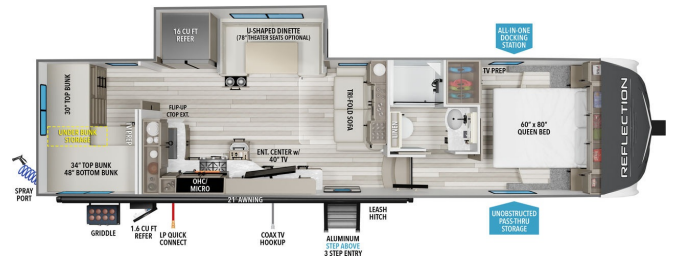 16 CU FT
REFER
U-SHAPED DINETTE
(78" THEATER SEATS OPTIONAL)
ALL-IN-ONE
DOCKING
STATION
30" TOP BUNK
TV PREP
FLIP-UP
CTOP EXT.
TRI-FOLD SOFA
UNDER BUNK
STORAGE
60" x 80"
QUEEN BED
REFLECTION
ENT. CENTER w/
40" TV
34" TOP BUNK
48" BOTTOM BUNK
OHC/
MICRO
21' AWNING
SPRAY
PORT
GRIDDLE
1.6 CU FT
REFER
LP QUICK
CONNECT
COAX TV
HOOKUP
ALUMINUM
STEP ABOVE
3 STEP ENTRY
LEASH
HITCH
UNOBSTRUCTED
PASS-THRU
STORAGE